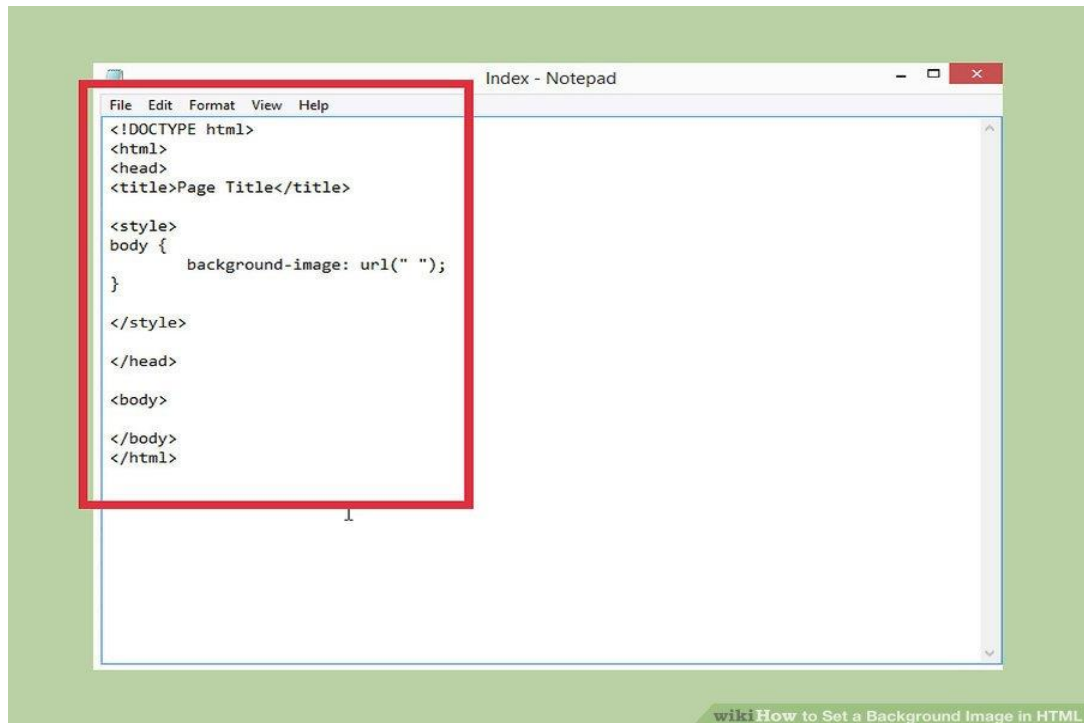 Index - Notepad
File Edit Format View Help
<!DOCTYPE html>
<html>
<head>
<title>Page Title</title>
<style>
body {
        background-image: url(" ");
}
</style>
</head>
<body>
</body>
</html>
wikiHow to Set a Background Image in HTML